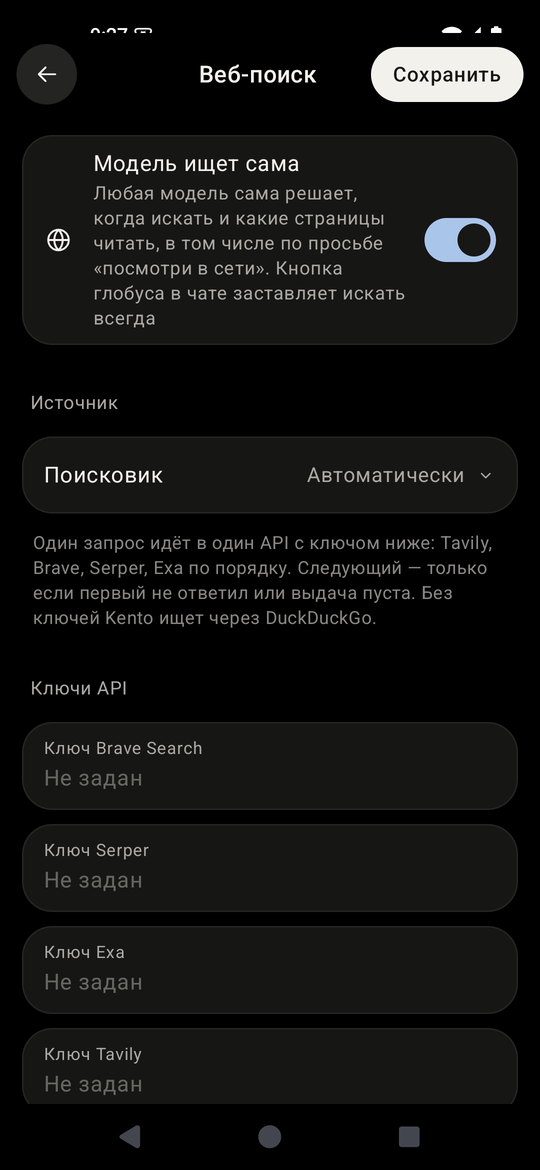 Веб-поиск
Сохранить
Модель ищет сама
Любая модель сама решает,
когда искать и какие страницы
читать, в том числе по просьбе
«посмотри в сети». Кнопка
глобуса в чате заставляет искать
всегда
Источник
Поисковик
Автоматически
Один запрос идёт в один API с ключом ниже: Tavily,
Brave, Serper, Exa по порядку. Следующий — только
если первый не ответил или выдача пуста. Без
ключей Kento ищет через DuckDuckGo.
Ключи API
Ключ Brave Search
Не задан
Ключ Serper
Не задан
Ключ Exa
Не задан
Ключ Tavily
Не задан